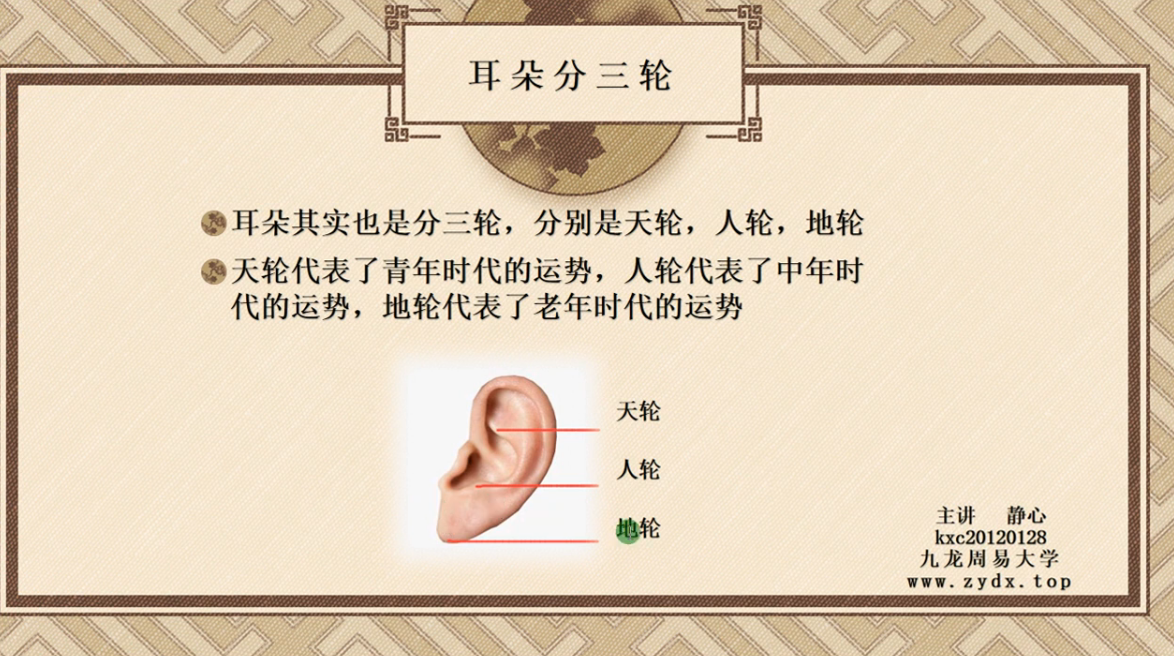 耳朵分三轮
耳朵其实也是分三轮，分别是天轮，人轮，地轮
天轮代表了青年时代的运势，人轮代表了中年时
代的运势，地轮代表了老年时代的运势
天轮
人轮
地轮
主讲 静心
kxc20120128
九龙周易大学
www.zydx.top